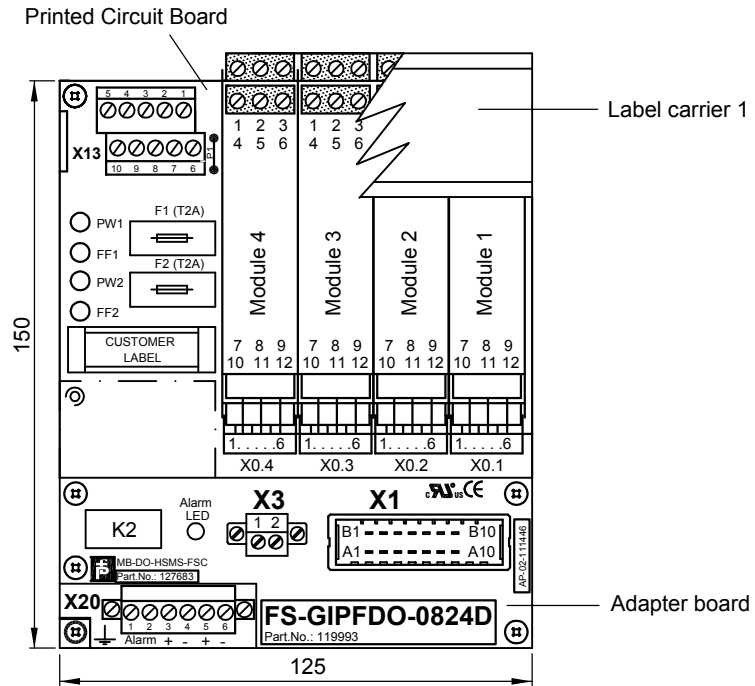 Printed Circuit Board
Label carrier 1
5 4 3 2 1
X13
10 9 8 7 6
P1
1 2 3
4 5 6
1 2 3
4 5 6
PW1
F1 (T2A)
FF1
PW2
F2 (T2A)
FF2
CUSTOMER
LABEL
Module 4
Module 3
Module 2
Module 1
7 8 9
10 11 12
7 8 9
10 11 12
7 8 9
10 11 12
7 8 9
10 11 12
1.....6
1.....6
1.....6
1.....6
X0.4
X0.3
X0.2
X0.1
150
K2
Alarm
LED
X3
1 2
X1
B1 B10
A1 A10
c RU us CE
AP-02-111446
MB-DO-HSMS-FSC
Part.No.: 127683
X20
1 2 3 4 5 6
Alarm + - + -
FS-GIPFDO-0824D
Part.No.: 119993
Adapter board
125